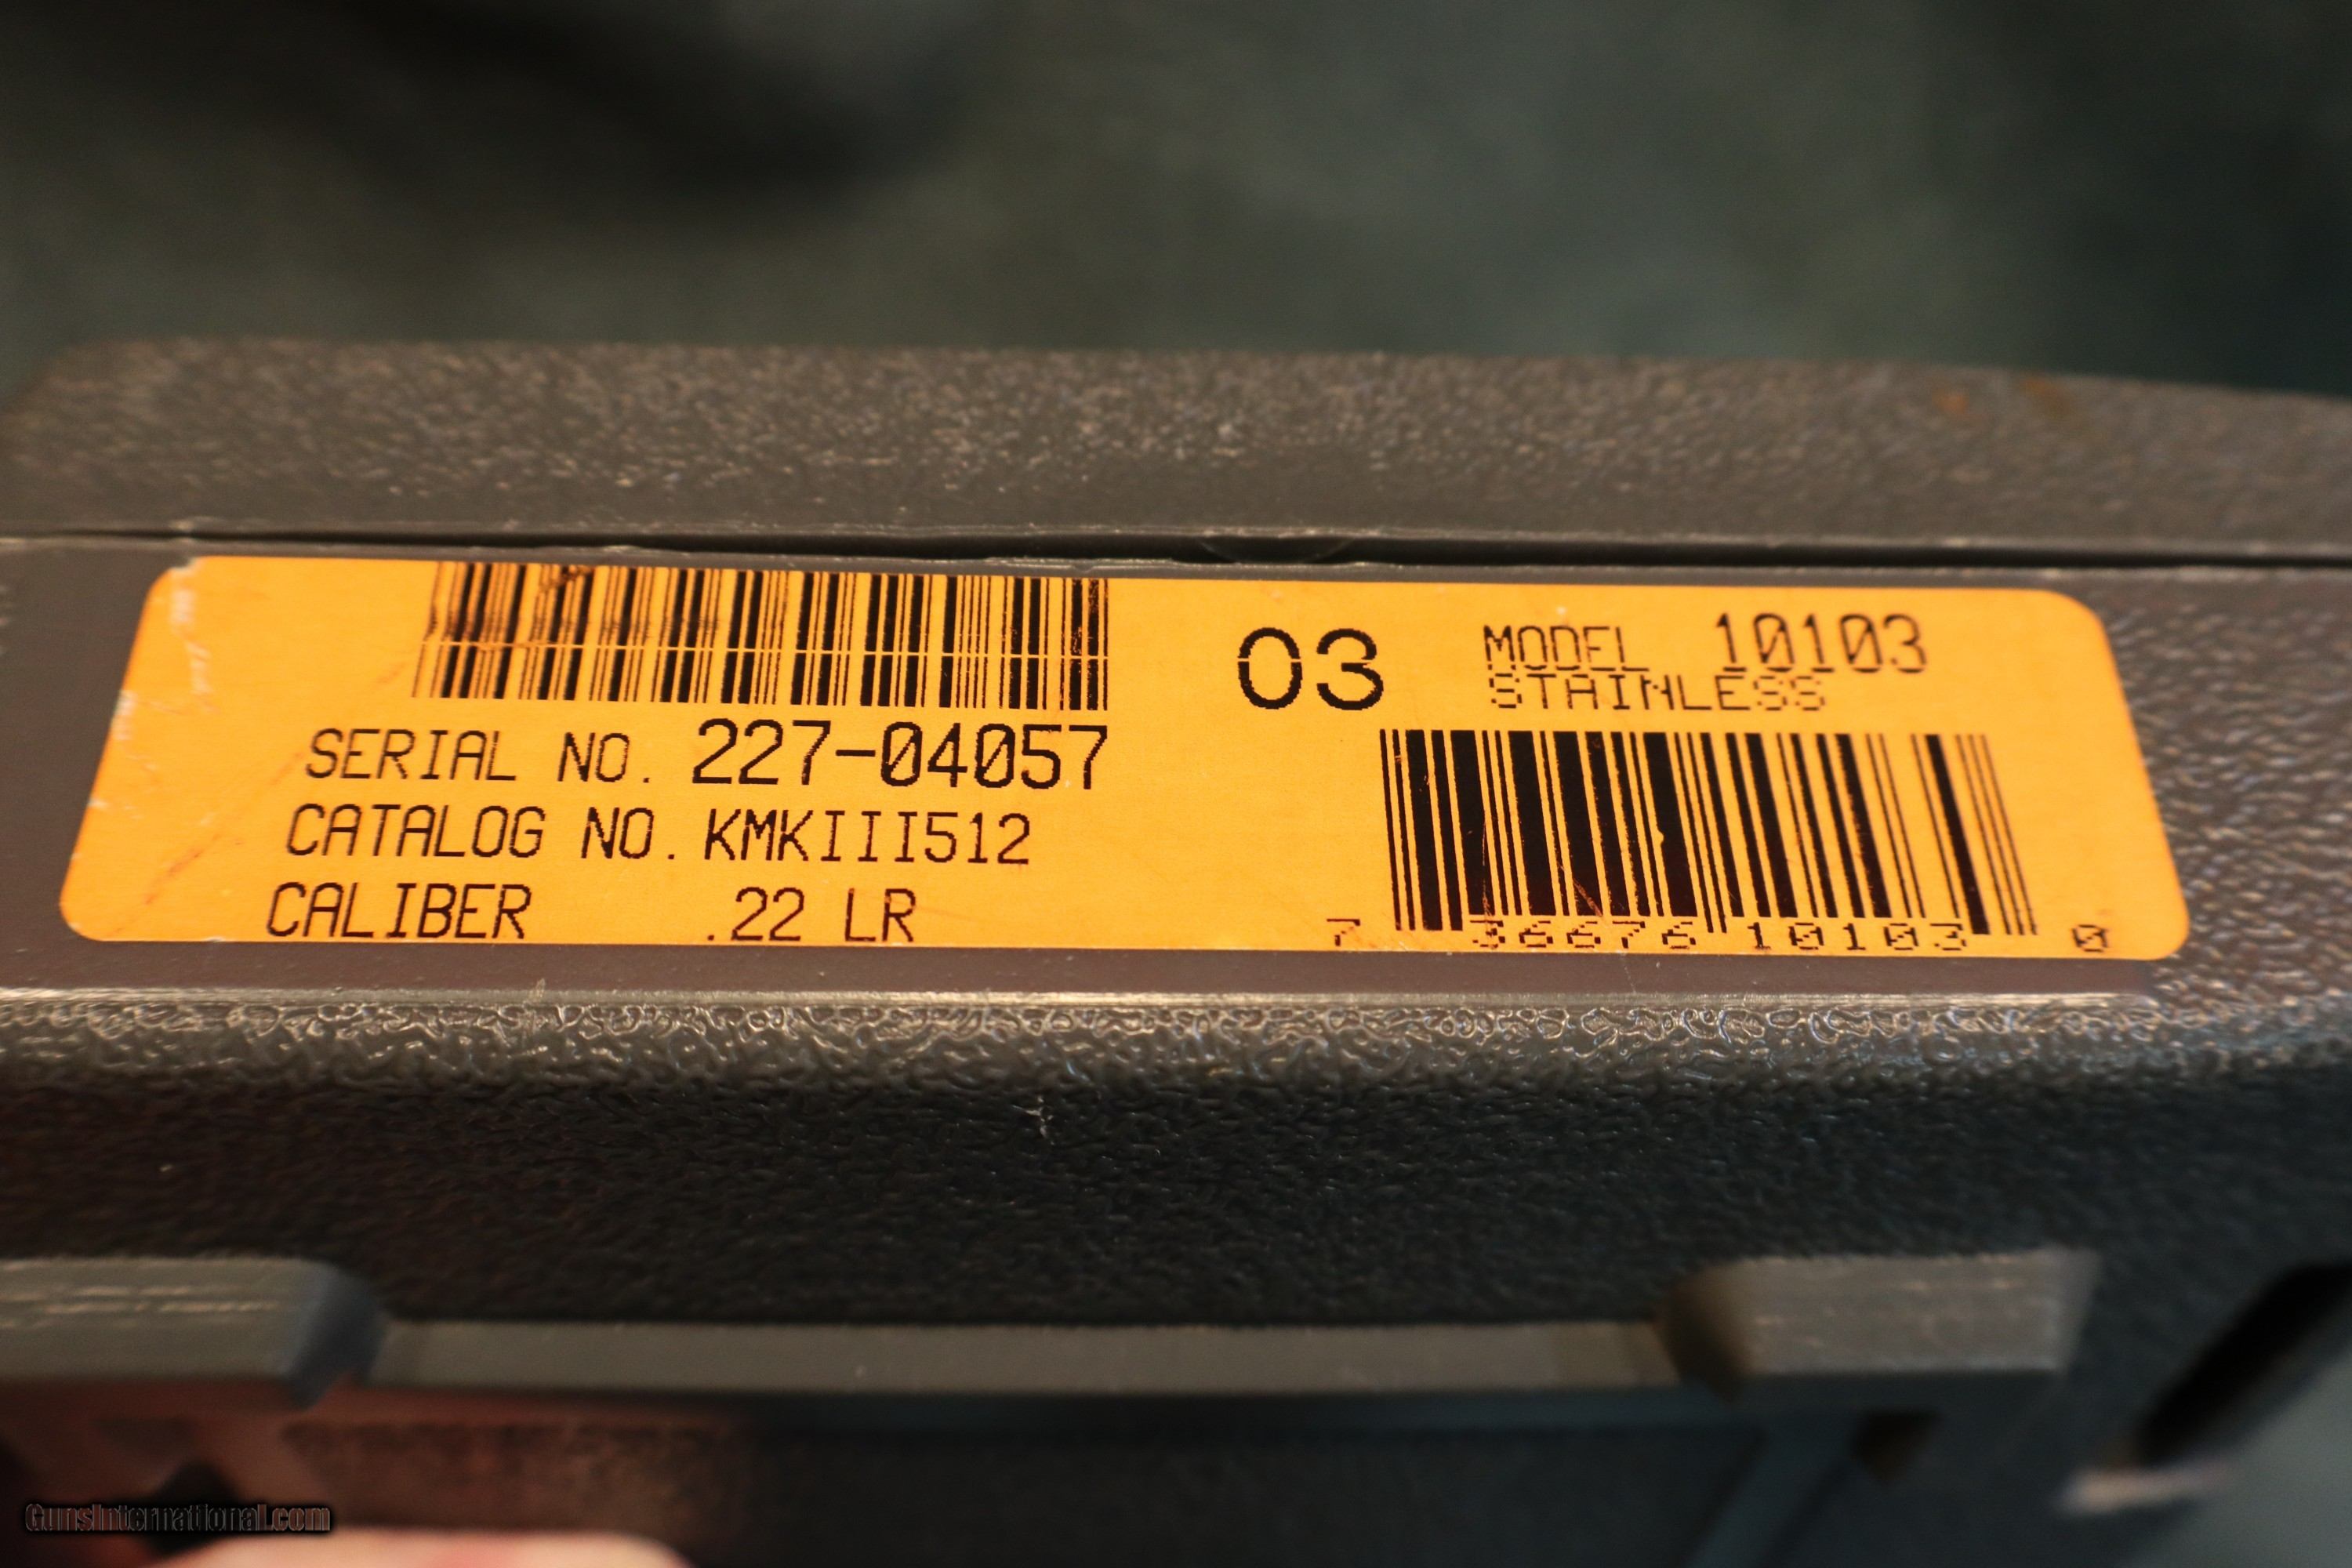 SERIAL NO. 227-04057
CATALOG NO. KMKIII512
CALIBER .22 LR
03
MODEL 10103
STAINLESS
7 36676 10103 0
GunsInternational.com